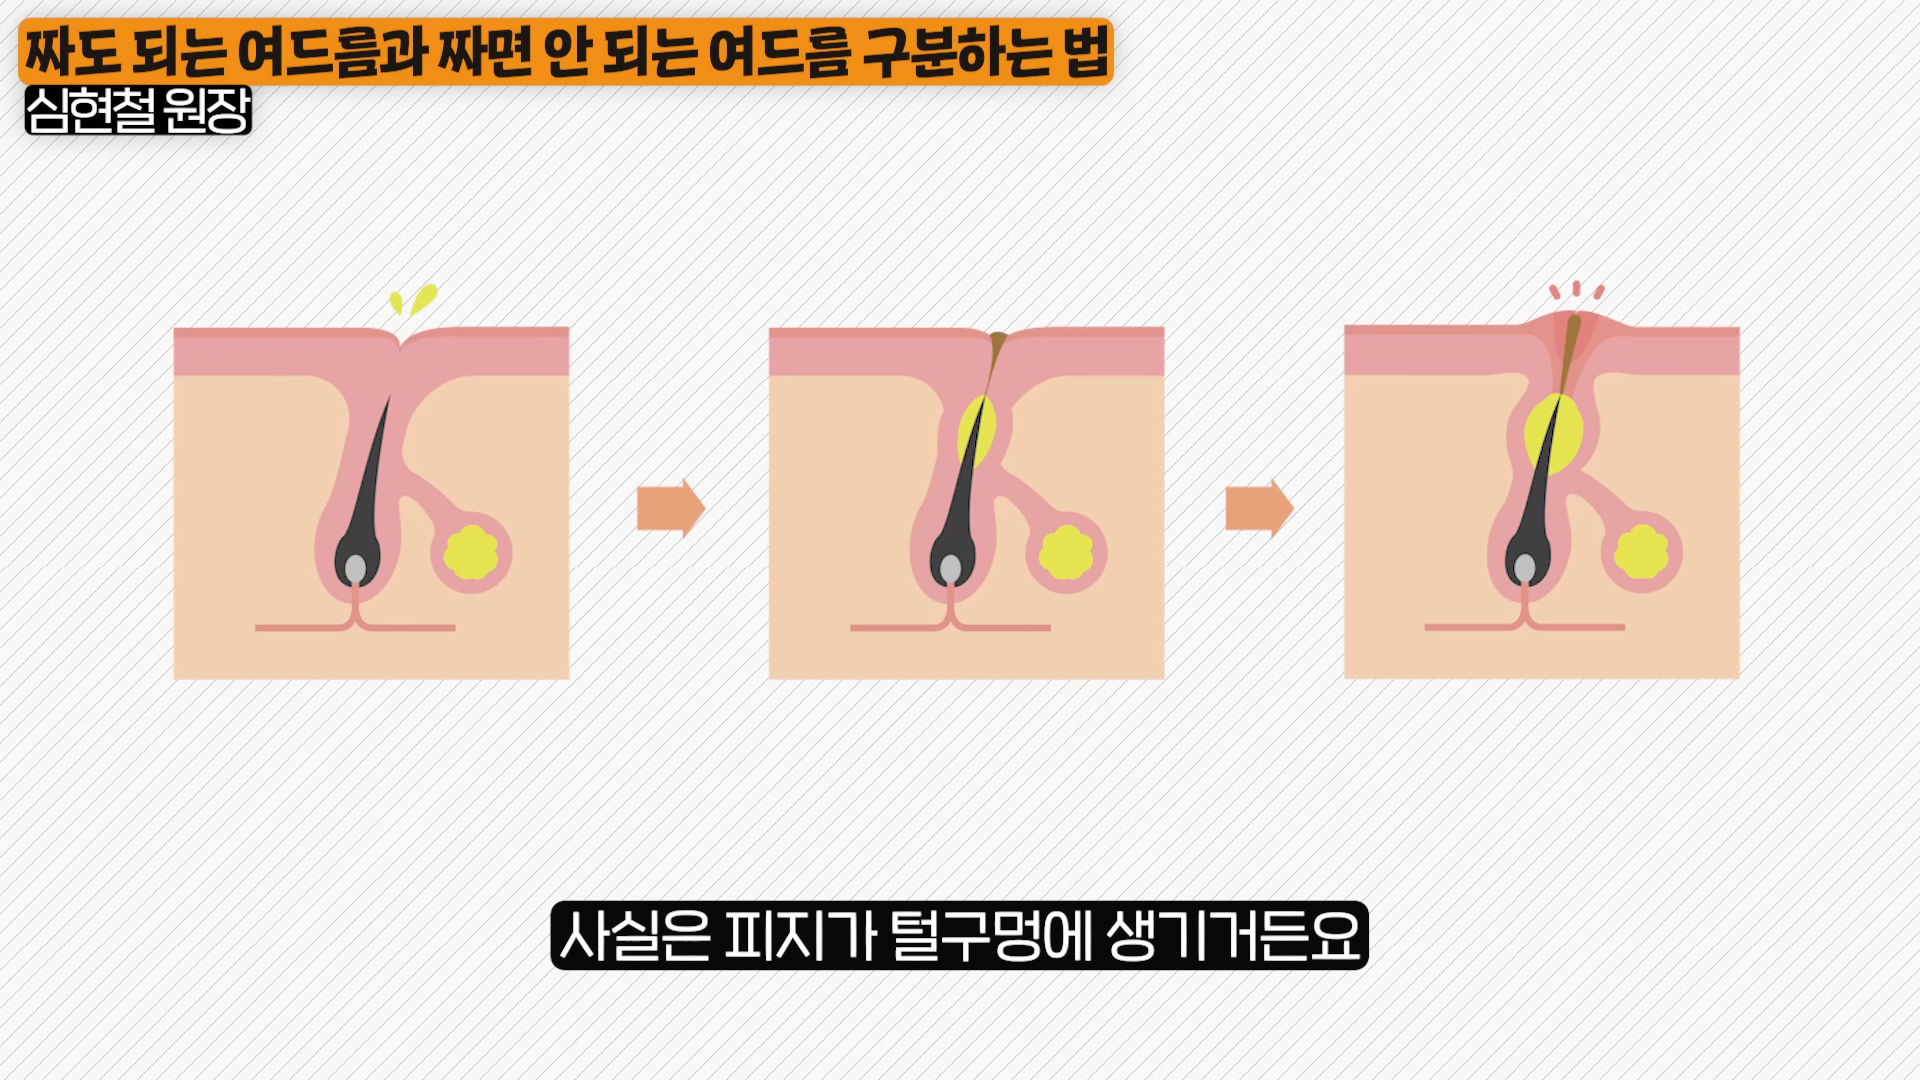 짜도 되는 여드름과 짜면 안 되는 여드름 구분하는 법
심현철 원장
사실은 피지가 털구멍에 생기거든요